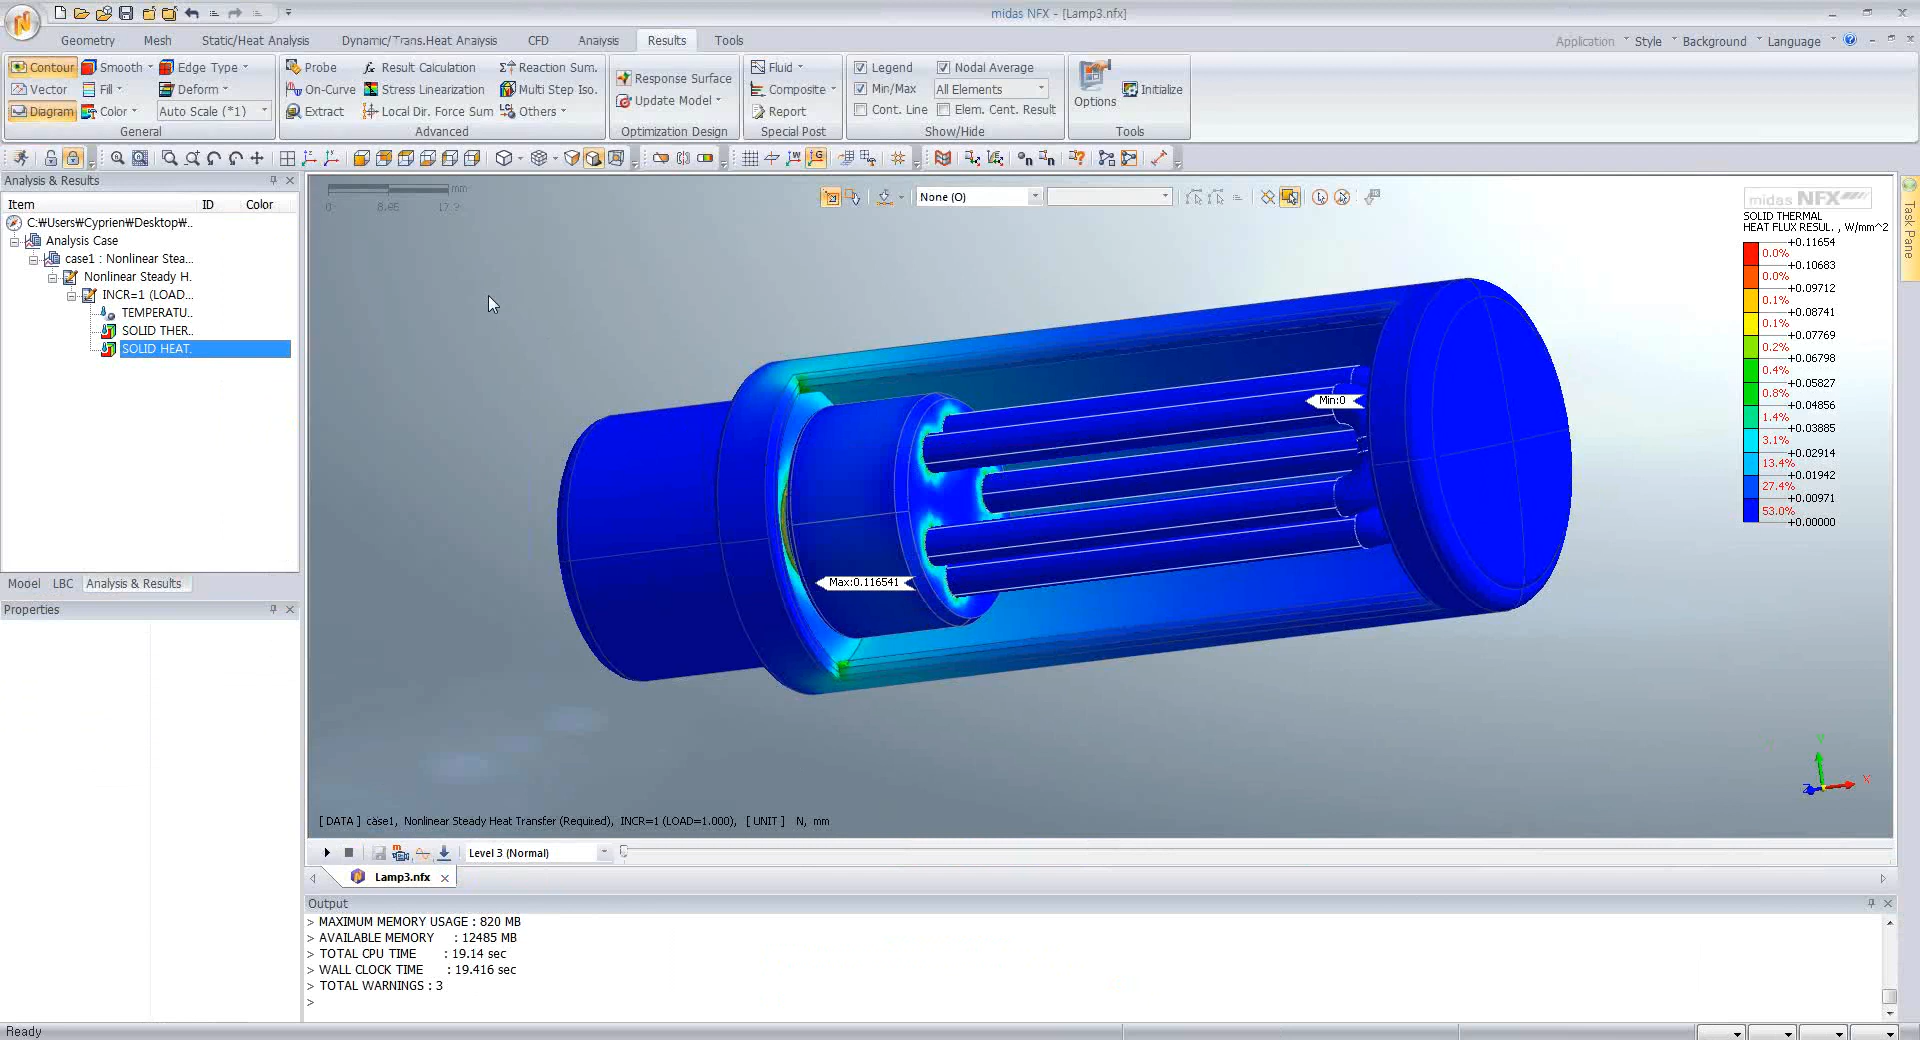 midas NFX - [Lamp3.nfx]
Geometry Mesh Static/Heat Analysis Dynamic/Trans.Heat Analysis CFD Analysis Results Tools
Application Style Background Language
Contour Smooth Edge Type
Vector Fill Deform
Diagram Color Auto Scale (*1)
General
Probe Result Calculation Reaction Sum.
On-Curve Stress Linearization Multi Step Iso.
Extract Local Dir. Force Sum Others
Advanced
Response Surface
Update Model
Optimization Design
Fluid
Composite
Report
Special Post
Legend Nodal Average
Min/Max All Elements
Cont. Line Elem. Cent. Result
Show/Hide
Options Initialize
Tools
Analysis & Results
Item ID Color
C:₩Users₩Cyprien₩Desktop₩..
Analysis Case
case1 : Nonlinear Stea...
Nonlinear Steady H.
INCR=1 (LOAD...
TEMPERATU..
SOLID THER..
SOLID HEAT.
Model LBC Analysis & Results
Properties
mm
None (O)
midas NFX
SOLID THERMAL
HEAT FLUX RESUL. , W/mm^2
+0.11654
0.0%
+0.10683
0.0%
+0.09712
0.1%
+0.08741
0.1%
+0.07769
0.2%
+0.06798
0.4%
+0.05827
0.8%
+0.04856
1.4%
+0.03885
3.1%
+0.02914
13.4%
+0.01942
27.4%
+0.00971
53.0%
+0.00000
Task Pane
Min:0
Max:0.116541
Y
X
Z
[ DATA ] case1, Nonlinear Steady Heat Transfer (Required), INCR=1 (LOAD=1.000), [ UNIT ] N, mm
Level 3 (Normal)
Lamp3.nfx
Output
> MAXIMUM MEMORY USAGE : 820 MB
> AVAILABLE MEMORY : 12485 MB
> TOTAL CPU TIME : 19.14 sec
> WALL CLOCK TIME : 19.416 sec
> TOTAL WARNINGS : 3
>
Ready